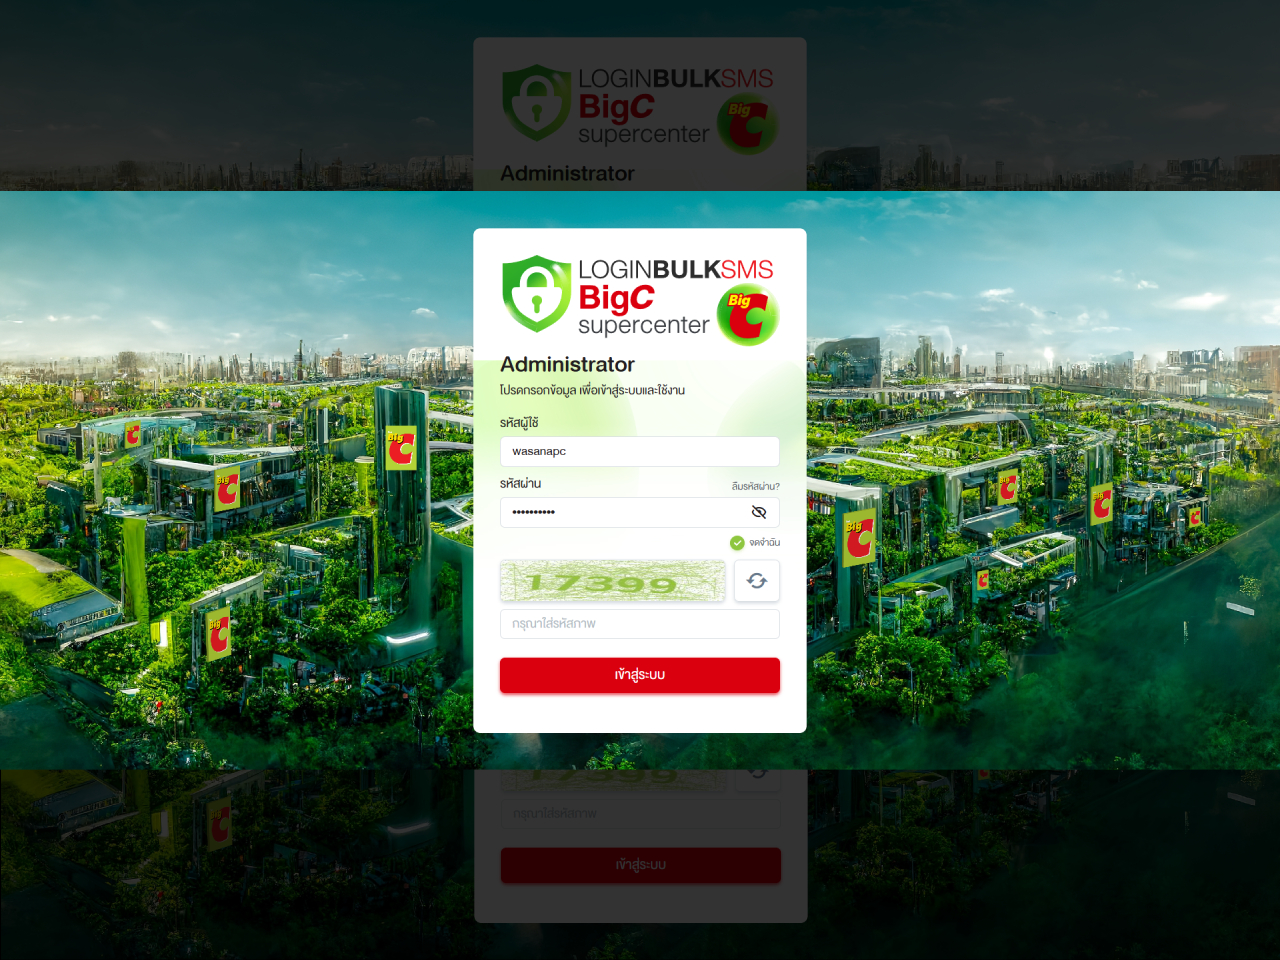 LOGINBULKSMS
BigC
supercenter
Big C
Administrator
LOGINBULKSMS
BigC
supercenter
Big C
Administrator
โปรดกรอกข้อมูล เพื่อเข้าสู่ระบบและใช้งาน
รหัสผู้ใช้
wasanapc
รหัสผ่าน
ลืมรหัสผ่าน?
••••••••••
จดจำฉัน
17399
กรุณาใส่รหัสภาพ
เข้าสู่ระบบ
17399
กรุณาใส่รหัสภาพ
เข้าสู่ระบบ
Big C
Big C
Big C
Big C